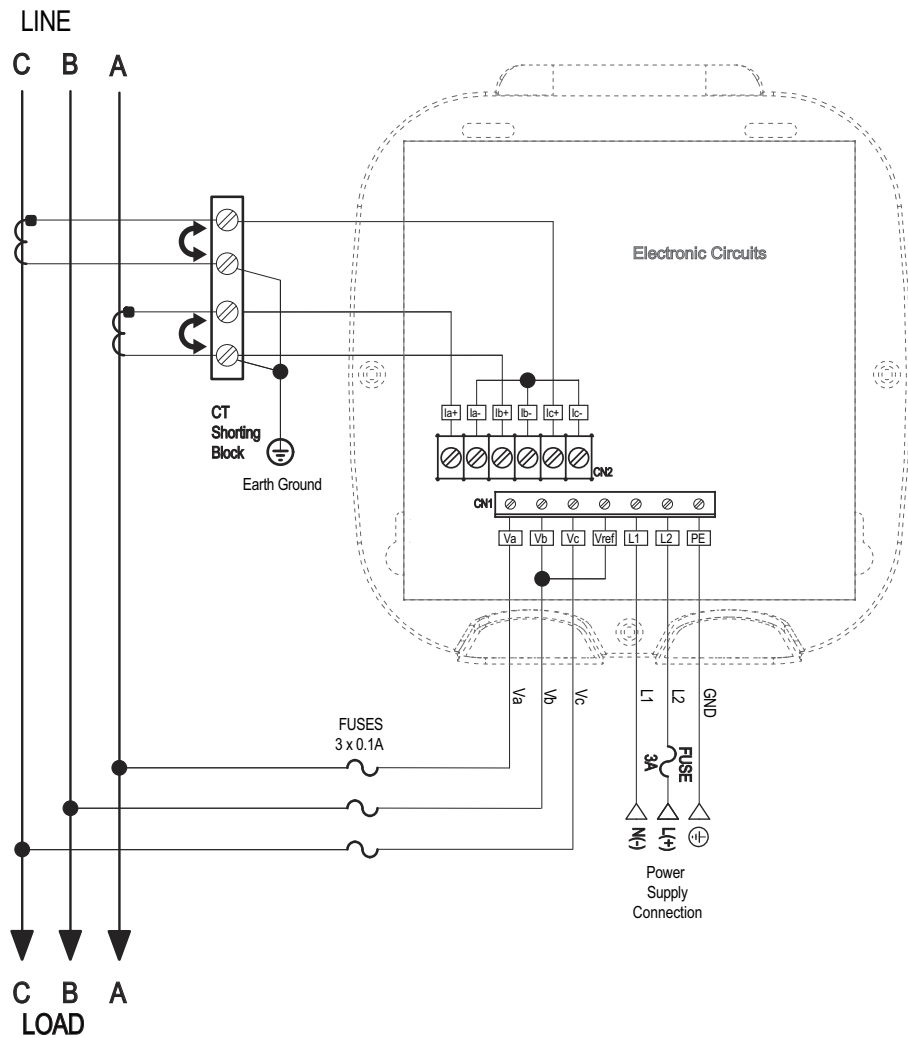 LINE
C B A
Electronic Circuits
CT
Shorting
Block
Earth Ground
Ia+ Ia- Ib+ Ib- Ic+ Ic-
CN2
CN1
Va Vb Vc Vref L1 L2 PE
Va Vb Vc L1 L2 GND
FUSES
3 x 0.1A
FUSE
3A
N(-) L(+)
Power
Supply
Connection
C B A
LOAD